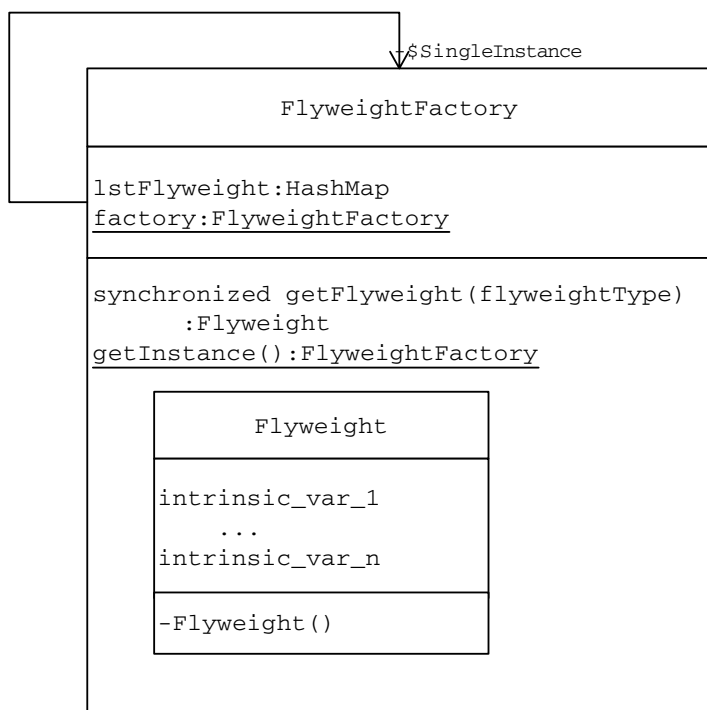 -$SingleInstance
FlyweightFactory
lstFlyweight:HashMap
factory:FlyweightFactory
synchronized getFlyweight(flyweightType)
:Flyweight
getInstance():FlyweightFactory
Flyweight
intrinsic_var_1
...
intrinsic_var_n
-Flyweight()